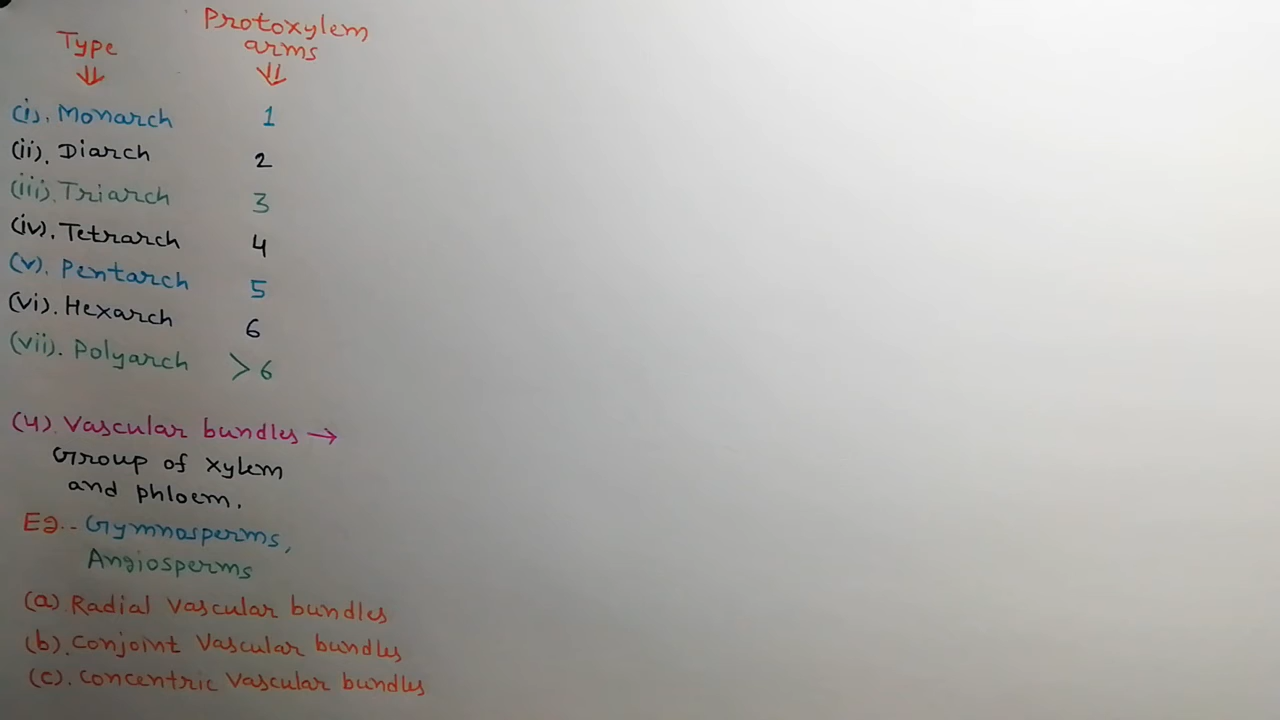 Type Protoxylem arms
(i). Monarch 1
(ii). Diarch 2
(iii). Triarch 3
(iv). Tetrarch 4
(v). Pentarch 5
(vi). Hexarch 6
(vii). Polyarch >6
(4). Vascular bundles →
Group of xylem
and phloem.
Eg.- Gymnosperms,
Angiosperms
(a). Radial Vascular bundles
(b). Conjoint Vascular bundles
(c). Concentric Vascular bundles